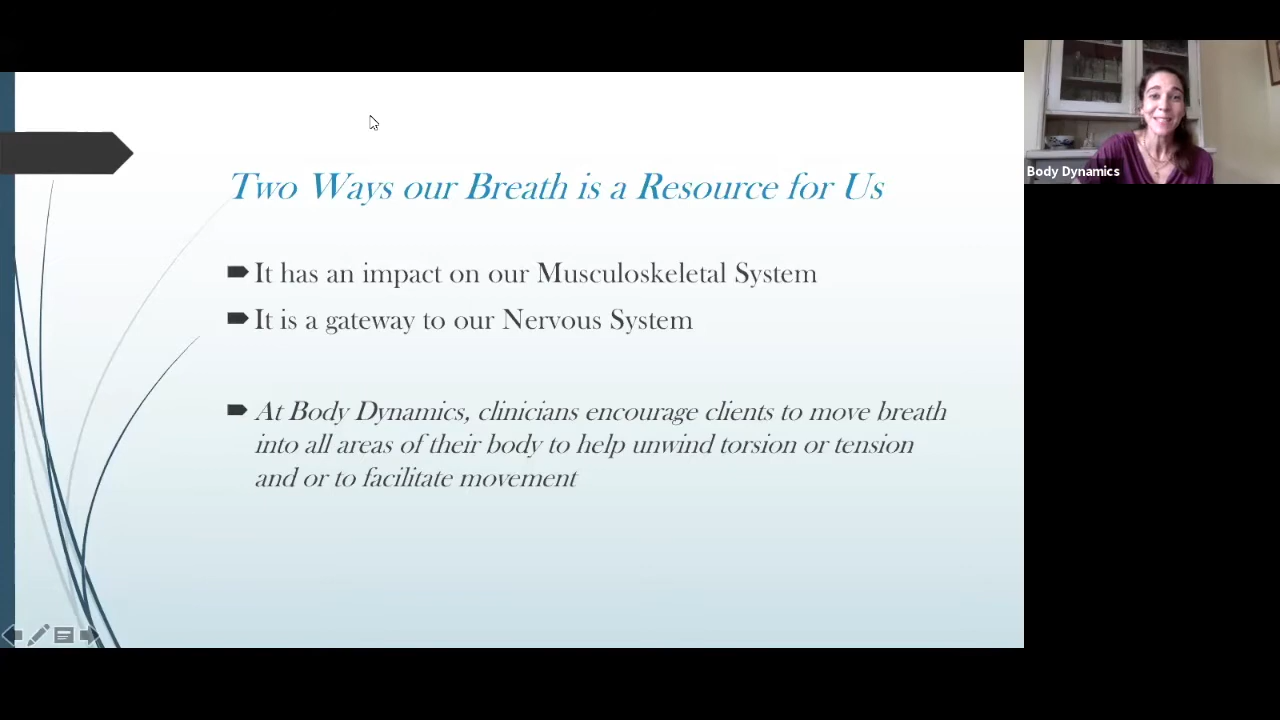 Two Ways our Breath is a Resource for Us
It has an impact on our Musculoskeletal System
It is a gateway to our Nervous System
At Body Dynamics, clinicians encourage clients to move breath
into all areas of their body to help unwind torsion or tension
and or to facilitate movement
Body Dynamics